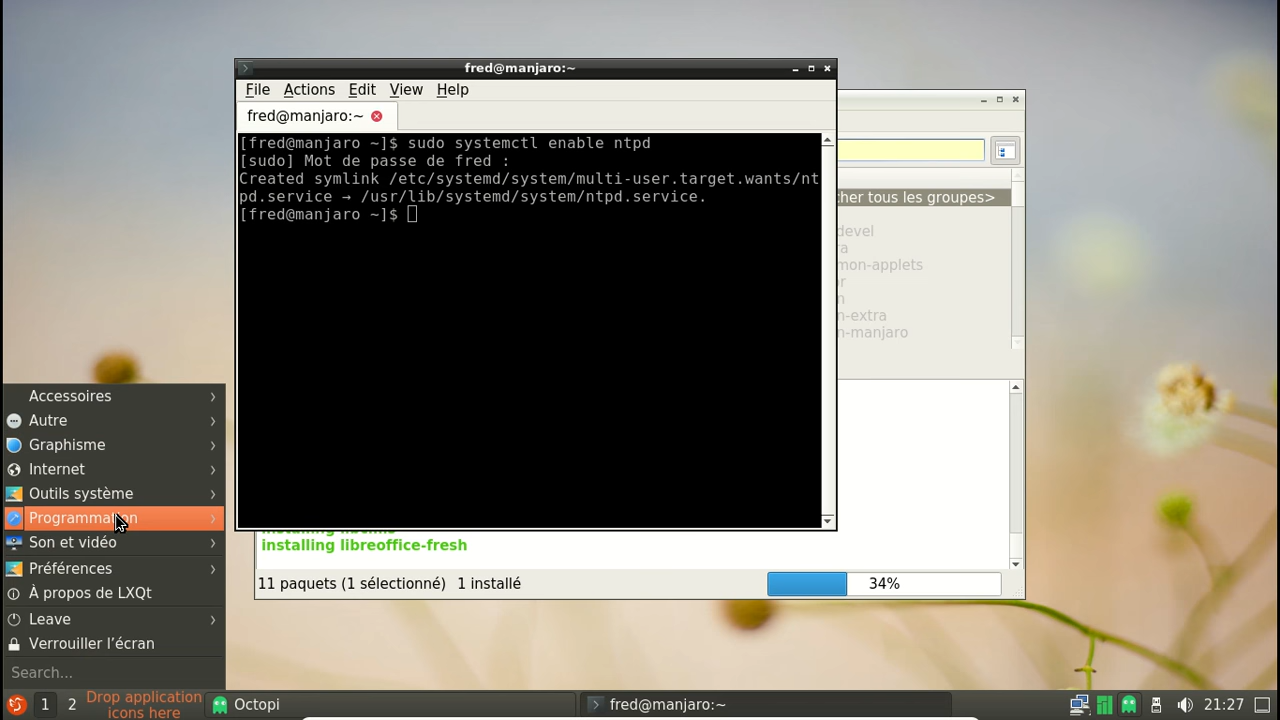 fred@manjaro:~
File Actions Edit View Help
fred@manjaro:~
[fred@manjaro ~]$ sudo systemctl enable ntpd
[sudo] Mot de passe de fred :
Created symlink /etc/systemd/system/multi-user.target.wants/nt
pd.service → /usr/lib/systemd/system/ntpd.service.
[fred@manjaro ~]$
cher tous les groupes>
devel
ra
mon-applets
or
n
n-extra
n-manjaro
installing libreoffice-fresh
11 paquets (1 sélectionné) 1 installé
34%
Accessoires
Autre
Graphisme
Internet
Outils système
Programmation
Son et vidéo
Préférences
À propos de LXQt
Leave
Verrouiller l’écran
Search...
1 2
Drop application
icons here
Octopi
fred@manjaro:~
21:27